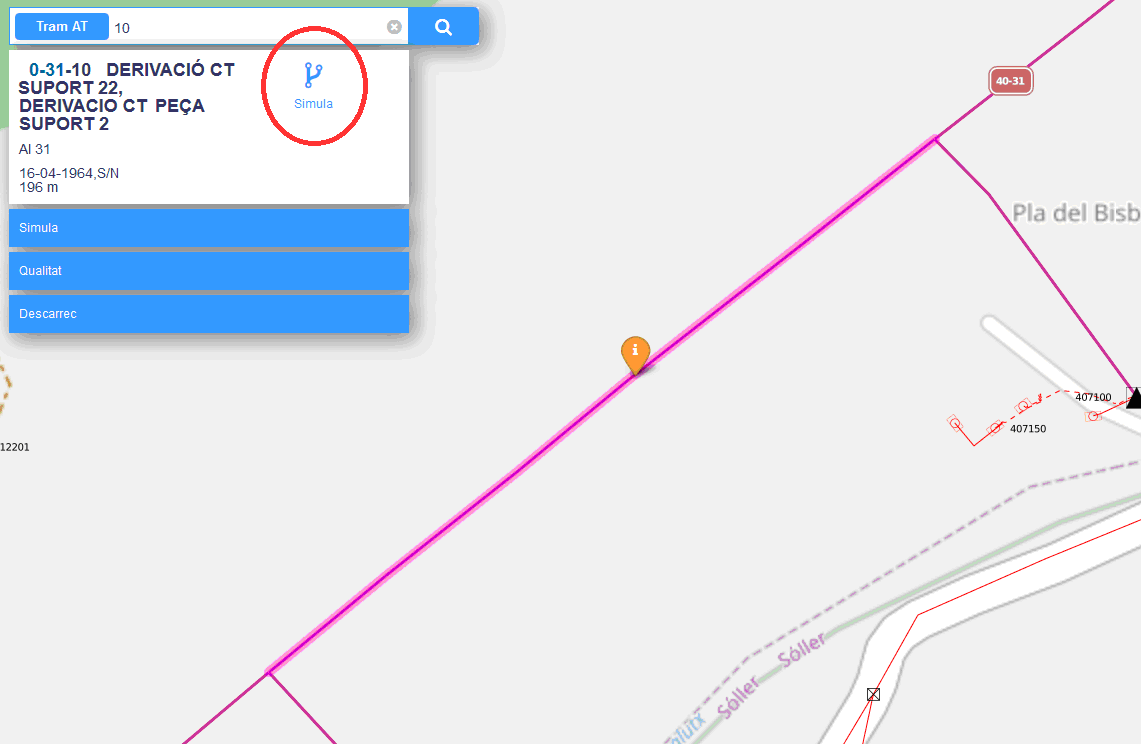 Tram AT 10
0-31-10 DERIVACIÓ CT
SUPORT 22,
DERIVACIO CT PEÇA
SUPORT 2
Simula
Al 31
16-04-1964,S/N
196 m
Simula
Qualitat
Descarrec
40-31
Pla del Bisb
407100
407150
12201
Sóller
Sóller
alutx